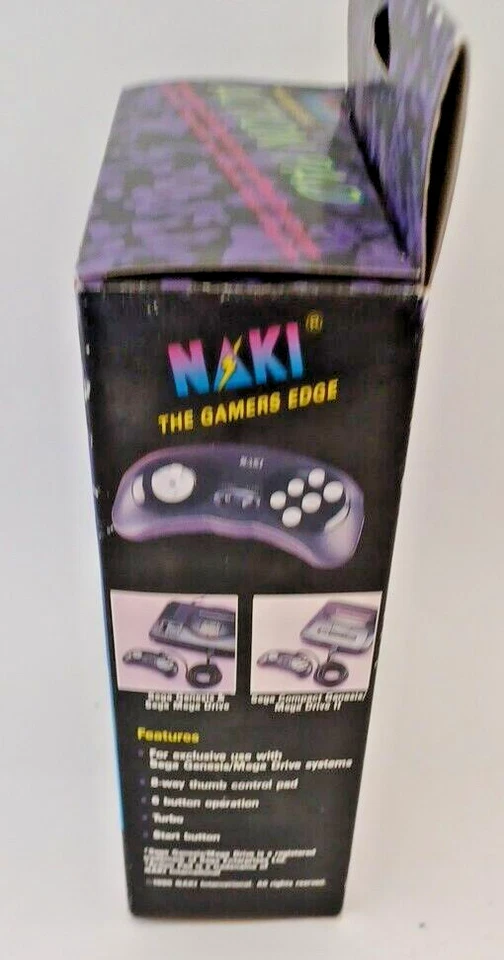 ACTION PAD
NAKI®
THE GAMERS EDGE
NAKI
Sega Genesis &
Sega Mega Drive
Sega Compact Genesis/
Mega Drive II
Features
For exclusive use with
Sega Genesis/Mega Drive systems
8-way thumb control pad
6 button operation
Turbo
Start button
NAKI International. All rights reserved.